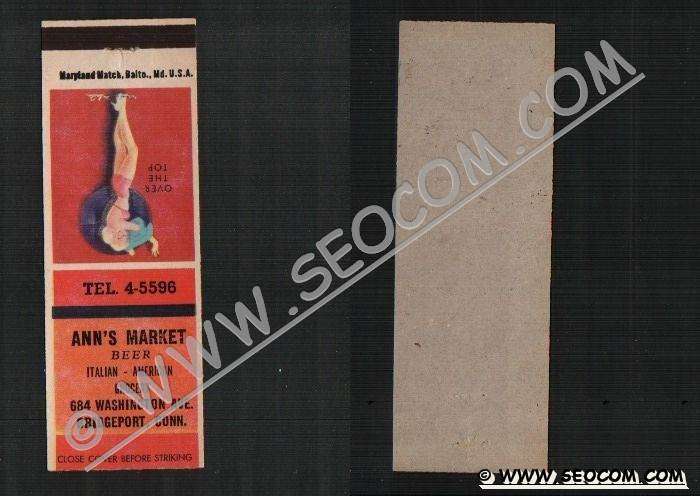 Maryland Match, Balto., Md. U.S.A.
OVER
THE
TOP
TEL. 4-5596
ANN'S MARKET
BEER
ITALIAN - AMERICAN
684 WASHINGTON AVE.
BRIDGEPORT CONN.
CLOSE COVER BEFORE STRIKING
© WWW.SEOCOM.COM
© WWW.SEOCOM.COM